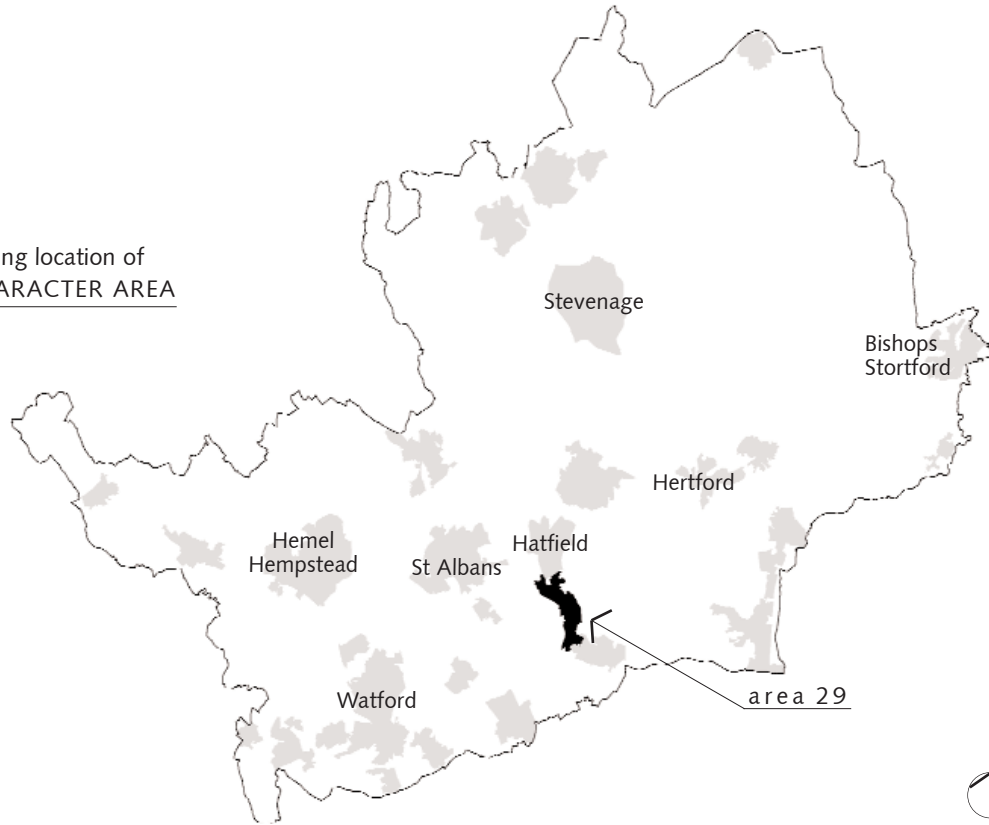 ng location of
ARACTER AREA
Stevenage
Bishops
Stortford
Hertford
Hemel
Hempstead
St Albans
Hatfield
Watford
area 29